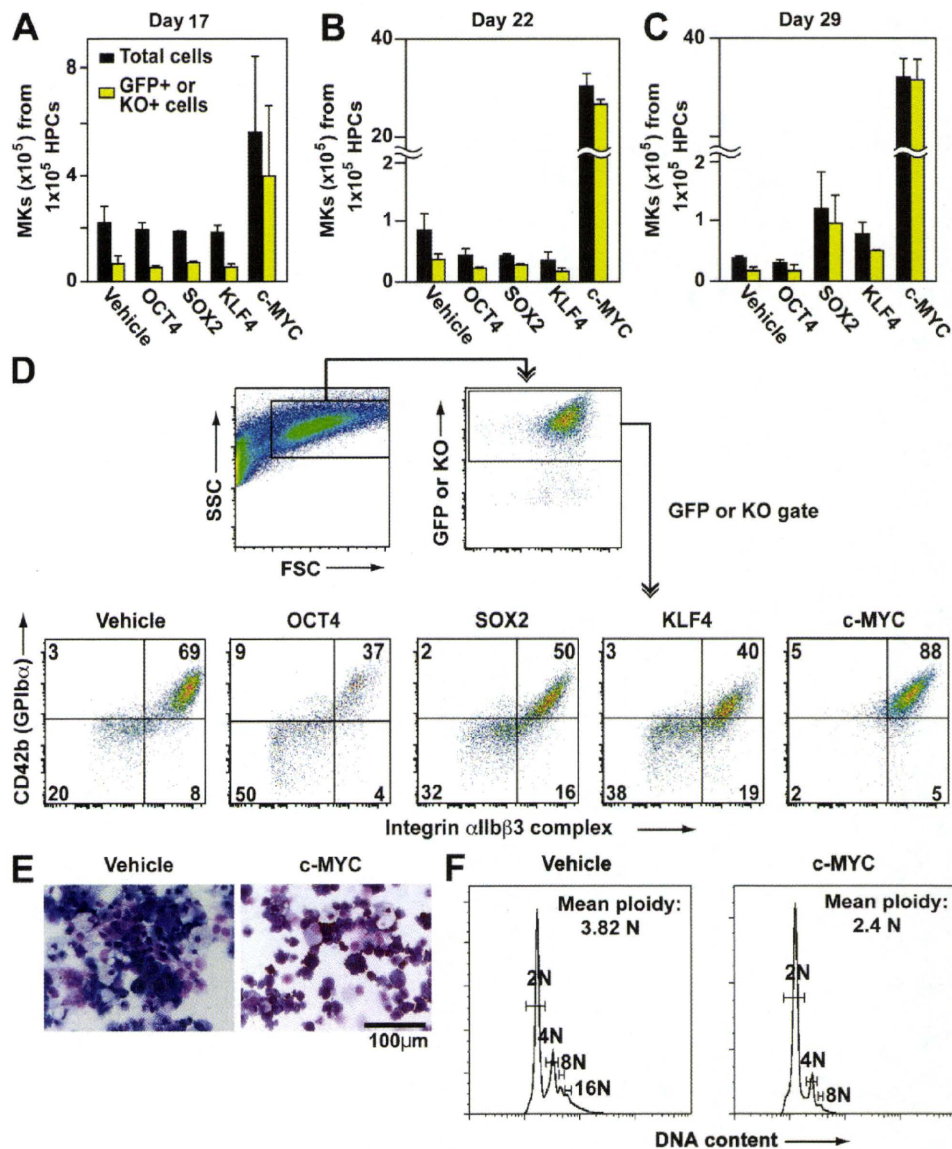 A
Day 17
8
6
4
2
0
MKs (x10⁵) from
1x10⁵ HPCs
Total cells
GFP+ or
KO+ cells
Vehicle
OCT4
SOX2
KLF4
c-MYC
B
Day 22
40
20
2
1
0
MKs (x10⁵) from
1x10⁵ HPCs
Vehicle
OCT4
SOX2
KLF4
c-MYC
C
Day 29
40
2
1
0
MKs (x10⁵) from
1x10⁵ HPCs
Vehicle
OCT4
SOX2
KLF4
c-MYC
D
SSC
FSC
GFP or KO
GFP or KO gate
CD42b (GPIbα)
Vehicle
3 69
20 8
OCT4
9 37
50 4
SOX2
2 50
32 16
KLF4
3 40
38 19
c-MYC
5 88
2 5
Integrin αIIbβ3 complex
E
Vehicle
c-MYC
100µm
F
Vehicle
Mean ploidy:
3.82 N
2N
4N
8N
16N
c-MYC
Mean ploidy:
2.4 N
2N
4N
8N
DNA content